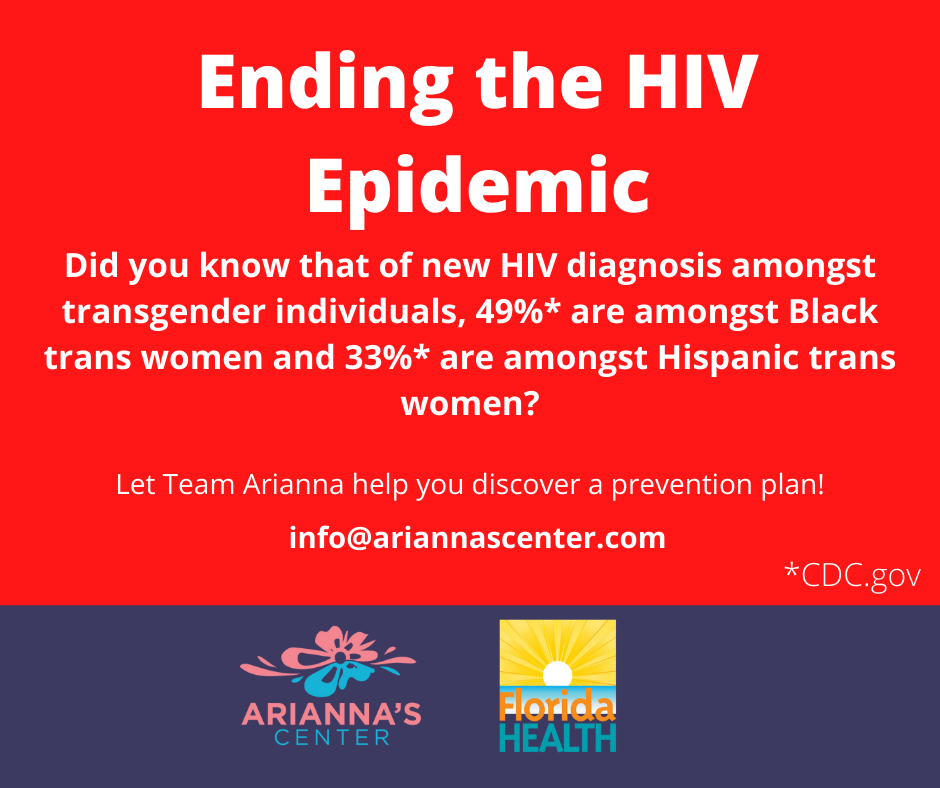 Ending the HIV
Epidemic
Did you know that of new HIV diagnosis amongst
transgender individuals, 49%* are amongst Black
trans women and 33%* are amongst Hispanic trans
women?
Let Team Arianna help you discover a prevention plan!
info@ariannascenter.com
*CDC.gov
ARIANNA'S
CENTER
Florida
HEALTH